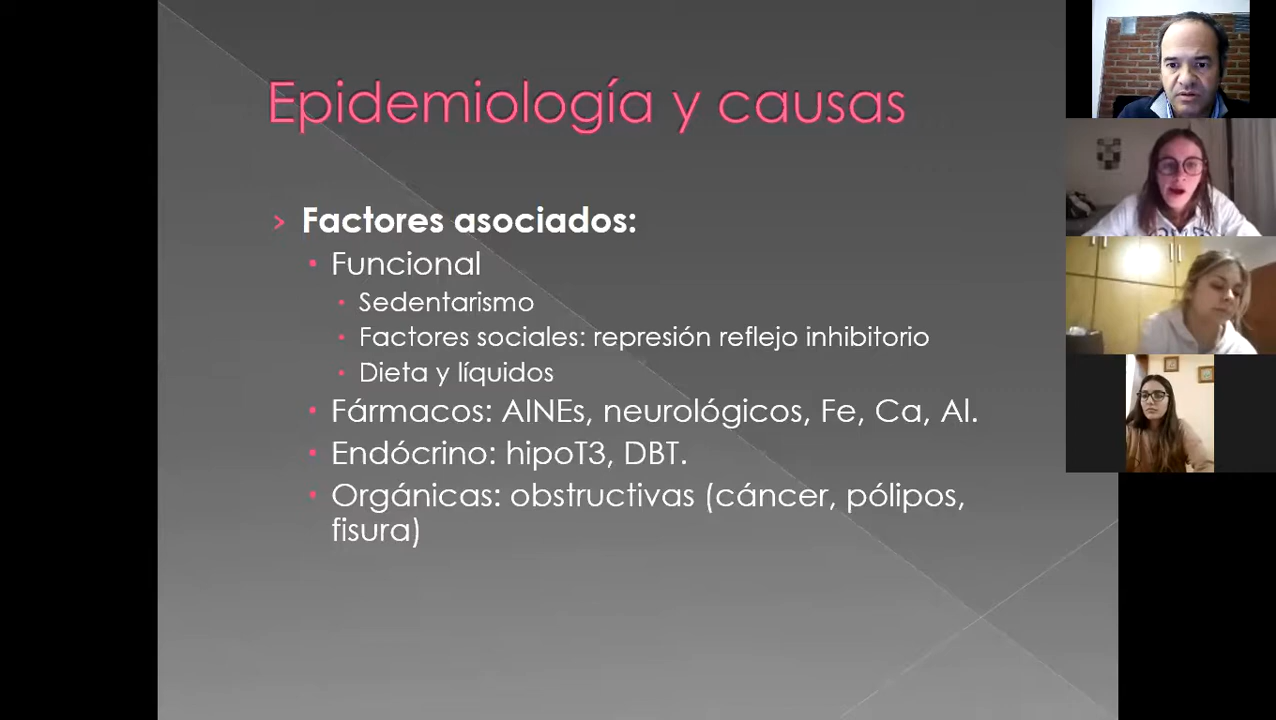 Epidemiología y causas
› Factores asociados:
Funcional
Sedentarismo
Factores sociales: represión reflejo inhibitorio
Dieta y líquidos
Fármacos: AINEs, neurológicos, Fe, Ca, Al.
Endócrino: hipoT3, DBT.
Orgánicas: obstructivas (cáncer, pólipos,
fisura)